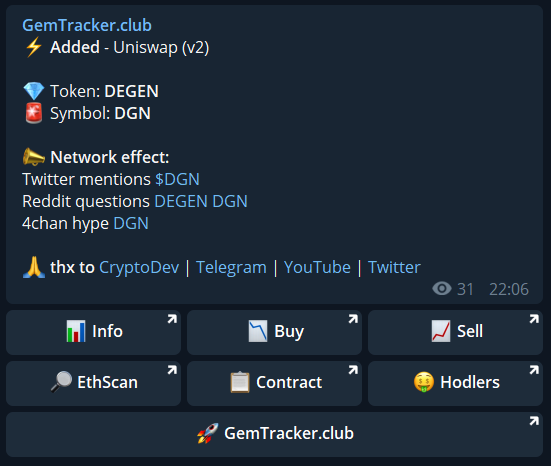 GemTracker.club
⚡ Added - Uniswap (v2)
💎 Token: DEGEN
🚨 Symbol: DGN
📣 Network effect:
Twitter mentions $DGN
Reddit questions DEGEN DGN
4chan hype DGN
🙏 thx to CryptoDev | Telegram | YouTube | Twitter
31 22:06
📊 Info
📉 Buy
📈 Sell
🔎 EthScan
📋 Contract
🤑 Hodlers
🚀 GemTracker.club